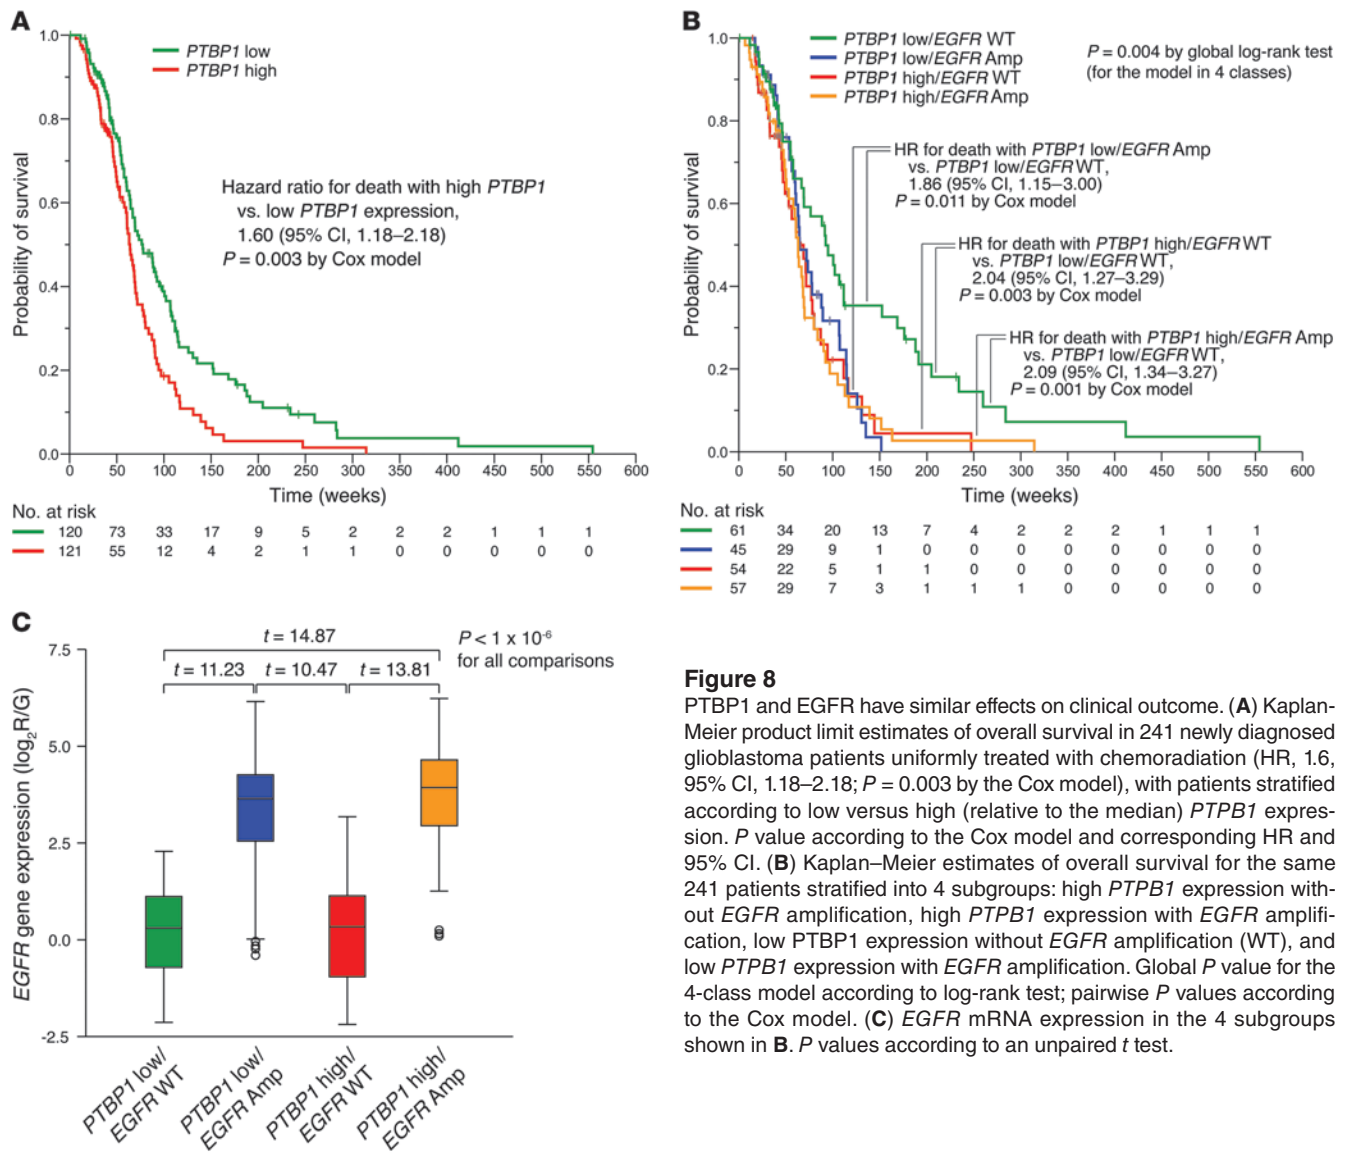 A
1.0
0.8
0.6
0.4
0.2
0.0
Probability of survival
PTBP1 low
PTBP1 high
Hazard ratio for death with high PTBP1
vs. low PTBP1 expression,
1.60 (95% CI, 1.18–2.18)
P = 0.003 by Cox model
0 50 100 150 200 250 300 350 400 450 500 550 600
Time (weeks)
No. at risk
120 73 33 17 9 5 2 2 2 1 1 1
121 55 12 4 2 1 1 0 0 0 0 0
B
1.0
0.8
0.6
0.4
0.2
0.0
Probability of survival
PTBP1 low/EGFR WT
PTBP1 low/EGFR Amp
PTBP1 high/EGFR WT
PTBP1 high/EGFR Amp
P = 0.004 by global log-rank test
(for the model in 4 classes)
HR for death with PTBP1 low/EGFR Amp
vs. PTBP1 low/EGFR WT,
1.86 (95% CI, 1.15–3.00)
P = 0.011 by Cox model
HR for death with PTBP1 high/EGFR WT
vs. PTBP1 low/EGFR WT,
2.04 (95% CI, 1.27–3.29)
P = 0.003 by Cox model
HR for death with PTBP1 high/EGFR Amp
vs. PTBP1 low/EGFR WT,
2.09 (95% CI, 1.34–3.27)
P = 0.001 by Cox model
0 50 100 150 200 250 300 350 400 450 500 550 600
Time (weeks)
No. at risk
61 34 20 13 7 4 2 2 2 1 1 1
45 29 9 1 0 0 0 0 0 0 0 0
54 22 5 1 1 0 0 0 0 0 0 0
57 29 7 3 1 1 1 0 0 0 0 0
C
7.5
5.0
2.5
0.0
-2.5
EGFR gene expression (log2R/G)
t = 14.87
t = 11.23 t = 10.47 t = 13.81
P < 1 x 10⁻⁶
for all comparisons
PTBP1 low/
EGFR WT
PTBP1 low/
EGFR Amp
PTBP1 high/
EGFR WT
PTBP1 high/
EGFR Amp
Figure 8
PTBP1 and EGFR have similar effects on clinical outcome. (A) Kaplan-
Meier product limit estimates of overall survival in 241 newly diagnosed
glioblastoma patients uniformly treated with chemoradiation (HR, 1.6,
95% CI, 1.18–2.18; P = 0.003 by the Cox model), with patients stratified
according to low versus high (relative to the median) PTPB1 expres-
sion. P value according to the Cox model and corresponding HR and
95% CI. (B) Kaplan–Meier estimates of overall survival for the same
241 patients stratified into 4 subgroups: high PTPB1 expression with-
out EGFR amplification, high PTPB1 expression with EGFR amplifi-
cation, low PTBP1 expression without EGFR amplification (WT), and
low PTPB1 expression with EGFR amplification. Global P value for the
4-class model according to log-rank test; pairwise P values according
to the Cox model. (C) EGFR mRNA expression in the 4 subgroups
shown in B. P values according to an unpaired t test.